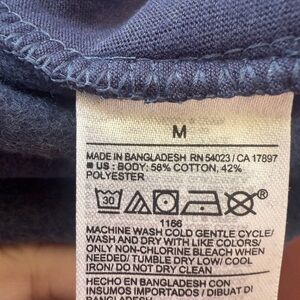 M
MADE IN BANGLADESH RN 54023 / CA 17897
■ US : BODY: 58% COTTON, 42%
POLYESTER
30
1166
MACHINE WASH COLD GENTLE CYCLE/
WASH AND DRY WITH LIKE COLORS/
ONLY NON-CHLORINE BLEACH WHEN
NEEDED/ TUMBLE DRY LOW/ COOL
IRON/ DO NOT DRY CLEAN
HECHO EN BANGLADESH CON
INSUMOS IMPORTADOS / DIBUAT DI
BANGLADESH